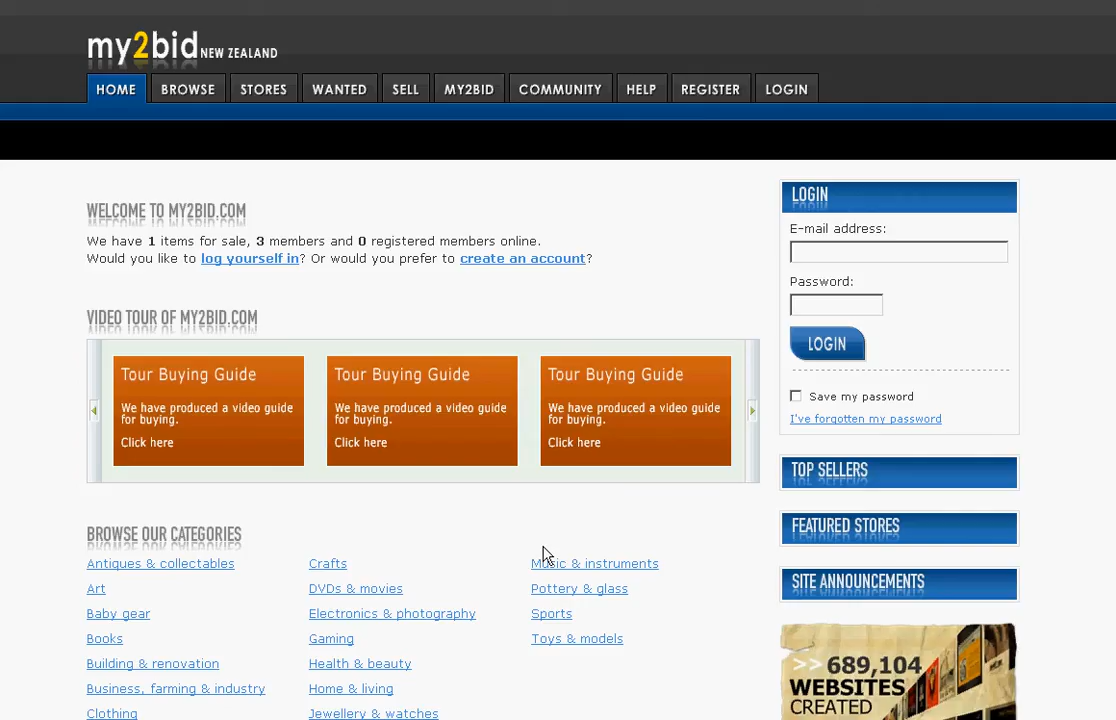 my2bid NEW ZEALAND
HOME BROWSE STORES WANTED SELL MY2BID COMMUNITY HELP REGISTER LOGIN
WELCOME TO MY2BID.COM
We have 1 items for sale, 3 members and 0 registered members online.
Would you like to log yourself in? Or would you prefer to create an account?
VIDEO TOUR OF MY2BID.COM
Tour Buying Guide
We have produced a video guide
for buying.
Click here
Tour Buying Guide
We have produced a video guide
for buying.
Click here
Tour Buying Guide
We have produced a video guide
for buying.
Click here
BROWSE OUR CATEGORIES
Antiques & collectables
Art
Baby gear
Books
Building & renovation
Business, farming & industry
Clothing
Crafts
DVDs & movies
Electronics & photography
Gaming
Health & beauty
Home & living
Jewellery & watches
Music & instruments
Pottery & glass
Sports
Toys & models
LOGIN
E-mail address:
Password:
LOGIN
Save my password
I've forgotten my password
TOP SELLERS
FEATURED STORES
SITE ANNOUNCEMENTS
>> 689,104
WEBSITES
CREATED